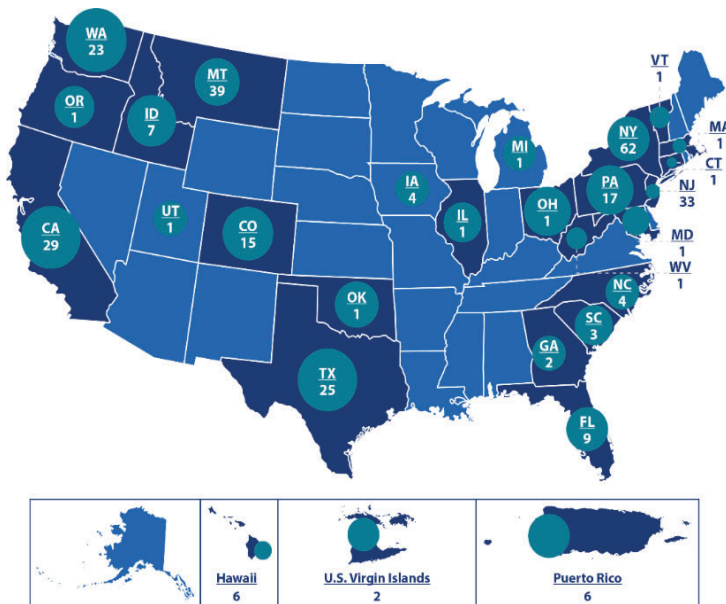 WA
23
MT
39
OR
1
ID
7
VT
1
MA
1
NY
62
MI
1
CT
1
PA
17
NJ
33
IA
4
OH
1
IL
1
UT
1
CO
15
CA
29
MD
1
WV
1
NC
4
OK
1
SC
3
GA
2
TX
25
FL
9
Hawaii
6
U.S. Virgin Islands
2
Puerto Rico
6